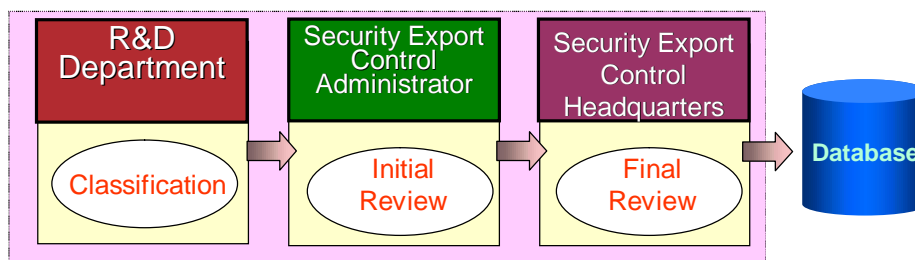 R&D
Department
Classification
Security Export
Control
Administrator
Initial
Review
Security Export
Control
Headquarters
Final
Review
Database